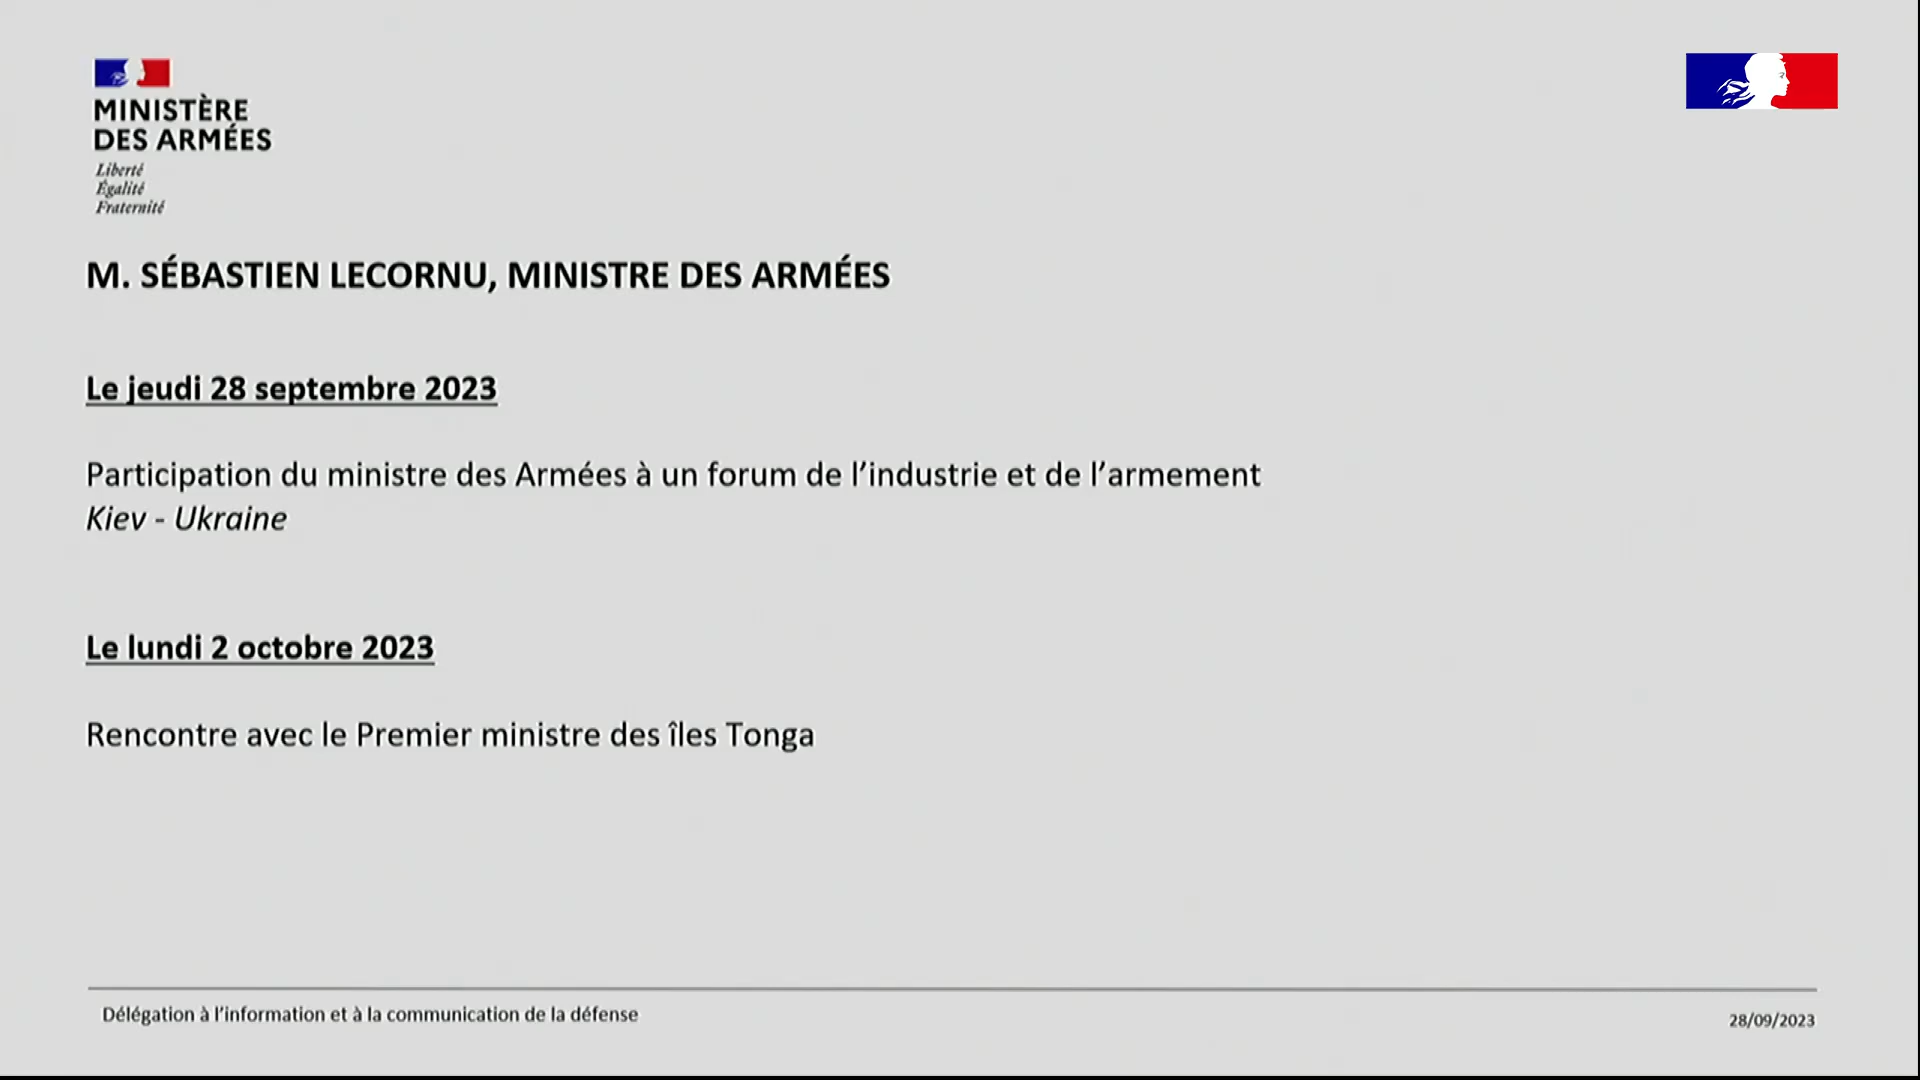 MINISTÈRE
DES ARMÉES
Liberté
Égalité
Fraternité
M. SÉBASTIEN LECORNU, MINISTRE DES ARMÉES
Le jeudi 28 septembre 2023
Participation du ministre des Armées à un forum de l’industrie et de l’armement
Kiev - Ukraine
Le lundi 2 octobre 2023
Rencontre avec le Premier ministre des îles Tonga
Délégation à l’information et à la communication de la défense
28/09/2023